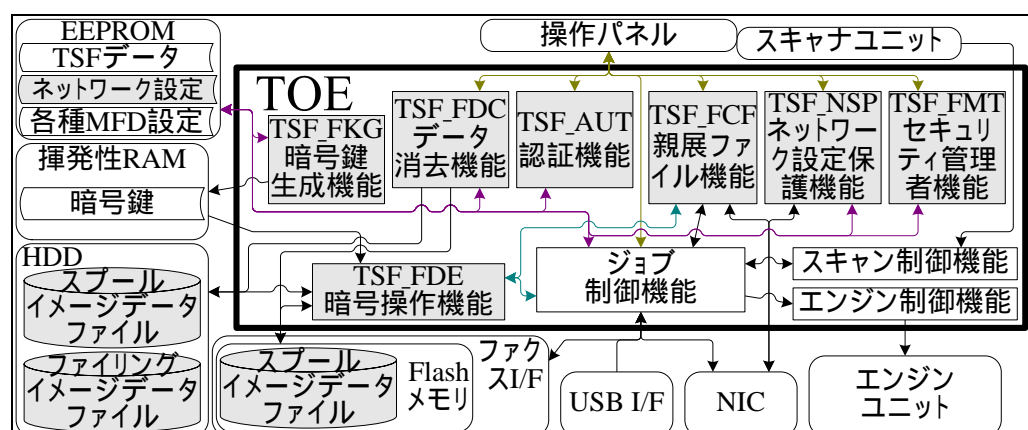 EEPROM
TSFデータ
ネットワーク設定
各種MFD設定
揮発性RAM
暗号鍵
HDD
スプール
イメージデータ
ファイル
ファイリング
イメージデータ
ファイル
操作パネル
スキャナユニット
TOE
TSF_FKG
暗号鍵
生成機能
TSF_FDC
データ
消去機能
TSF_AUT
認証機能
TSF_FCF
親展ファ
イル機能
TSF_NSP
ネットワー
ク設定保
護機能
TSF_FMT
セキュリ
ティ管理
者機能
TSF_FDE
暗号操作機能
ジョブ
制御機能
スキャン制御機能
エンジン制御機能
スプール
イメージデータ
ファイル
Flash
メモリ
ファク
スI/F
USB I/F
NIC
エンジン
ユニット